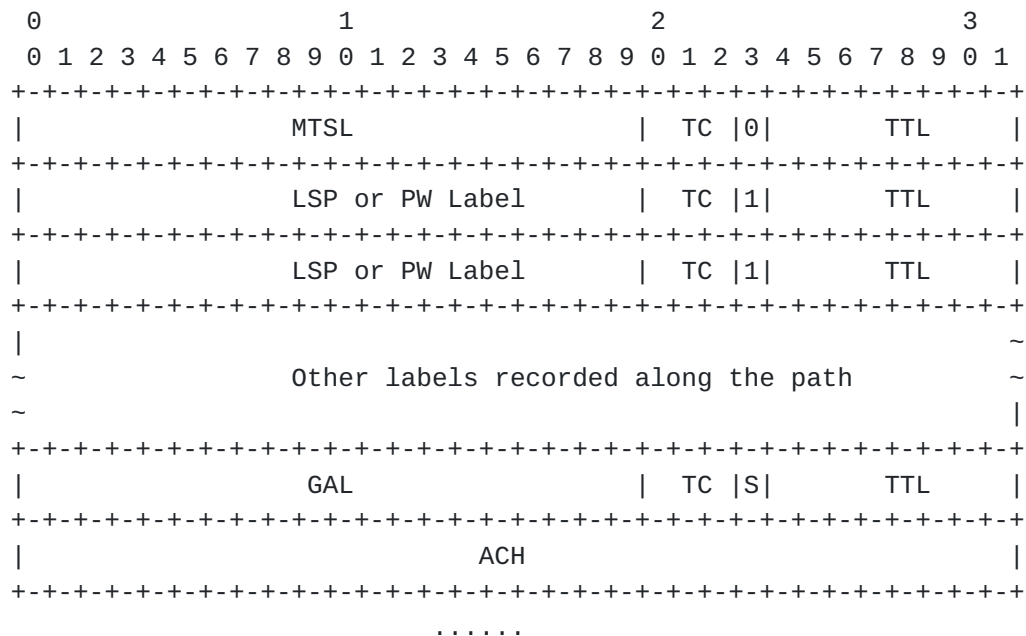 0                   1                   2                   3
 0 1 2 3 4 5 6 7 8 9 0 1 2 3 4 5 6 7 8 9 0 1 2 3 4 5 6 7 8 9 0 1
+-+-+-+-+-+-+-+-+-+-+-+-+-+-+-+-+-+-+-+-+-+-+-+-+-+-+-+-+-+-+-+-+
|                 MTSL                  |  TC |0|       TTL     |
+-+-+-+-+-+-+-+-+-+-+-+-+-+-+-+-+-+-+-+-+-+-+-+-+-+-+-+-+-+-+-+-+
|                 LSP or PW Label       |  TC |1|       TTL     |
+-+-+-+-+-+-+-+-+-+-+-+-+-+-+-+-+-+-+-+-+-+-+-+-+-+-+-+-+-+-+-+-+
|                 LSP or PW Label       |  TC |1|       TTL     |
+-+-+-+-+-+-+-+-+-+-+-+-+-+-+-+-+-+-+-+-+-+-+-+-+-+-+-+-+-+-+-+-+
|                                                               ~
~                 Other labels recorded along the path          ~
~                                                               |
+-+-+-+-+-+-+-+-+-+-+-+-+-+-+-+-+-+-+-+-+-+-+-+-+-+-+-+-+-+-+-+-+
|                  GAL                  |  TC |S|       TTL     |
+-+-+-+-+-+-+-+-+-+-+-+-+-+-+-+-+-+-+-+-+-+-+-+-+-+-+-+-+-+-+-+-+
|                             ACH                               |
+-+-+-+-+-+-+-+-+-+-+-+-+-+-+-+-+-+-+-+-+-+-+-+-+-+-+-+-+-+-+-+-+
                           ......